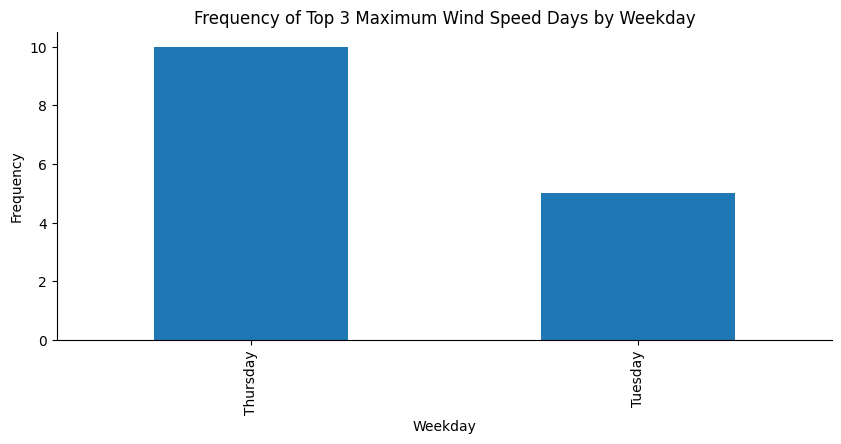 Frequency of Top 3 Maximum Wind Speed Days by Weekday
10
8
6
4
2
0
Frequency
Thursday
Tuesday
Weekday